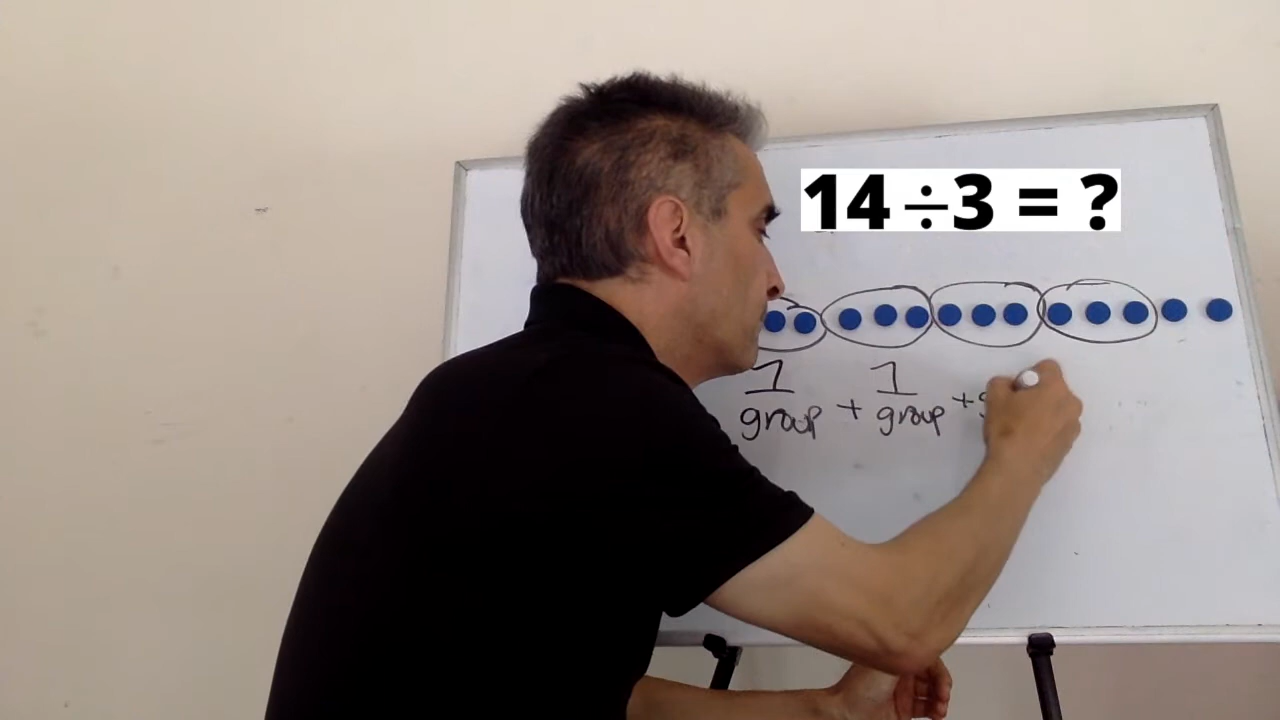 14 ÷ 3 = ?
1 1
group + group +